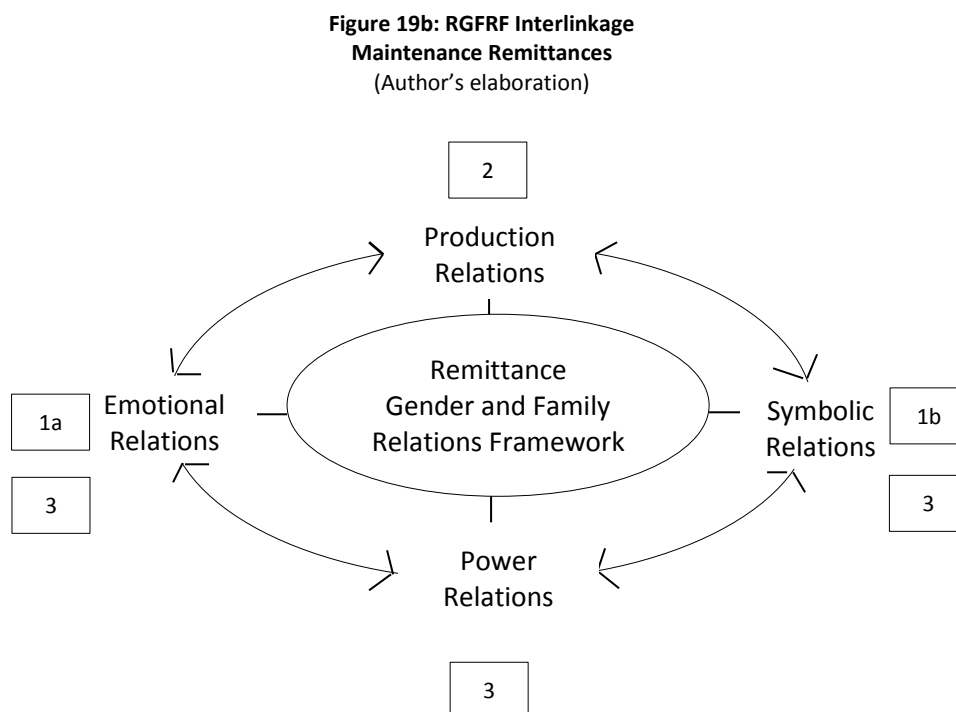 Figure 19b: RGFRF Interlinkage
Maintenance Remittances
(Author's elaboration)
2
Production
Relations
Remittance
Gender and Family
Relations Framework
1a
Emotional
Relations
3
Symbolic
Relations
1b
3
Power
Relations
3